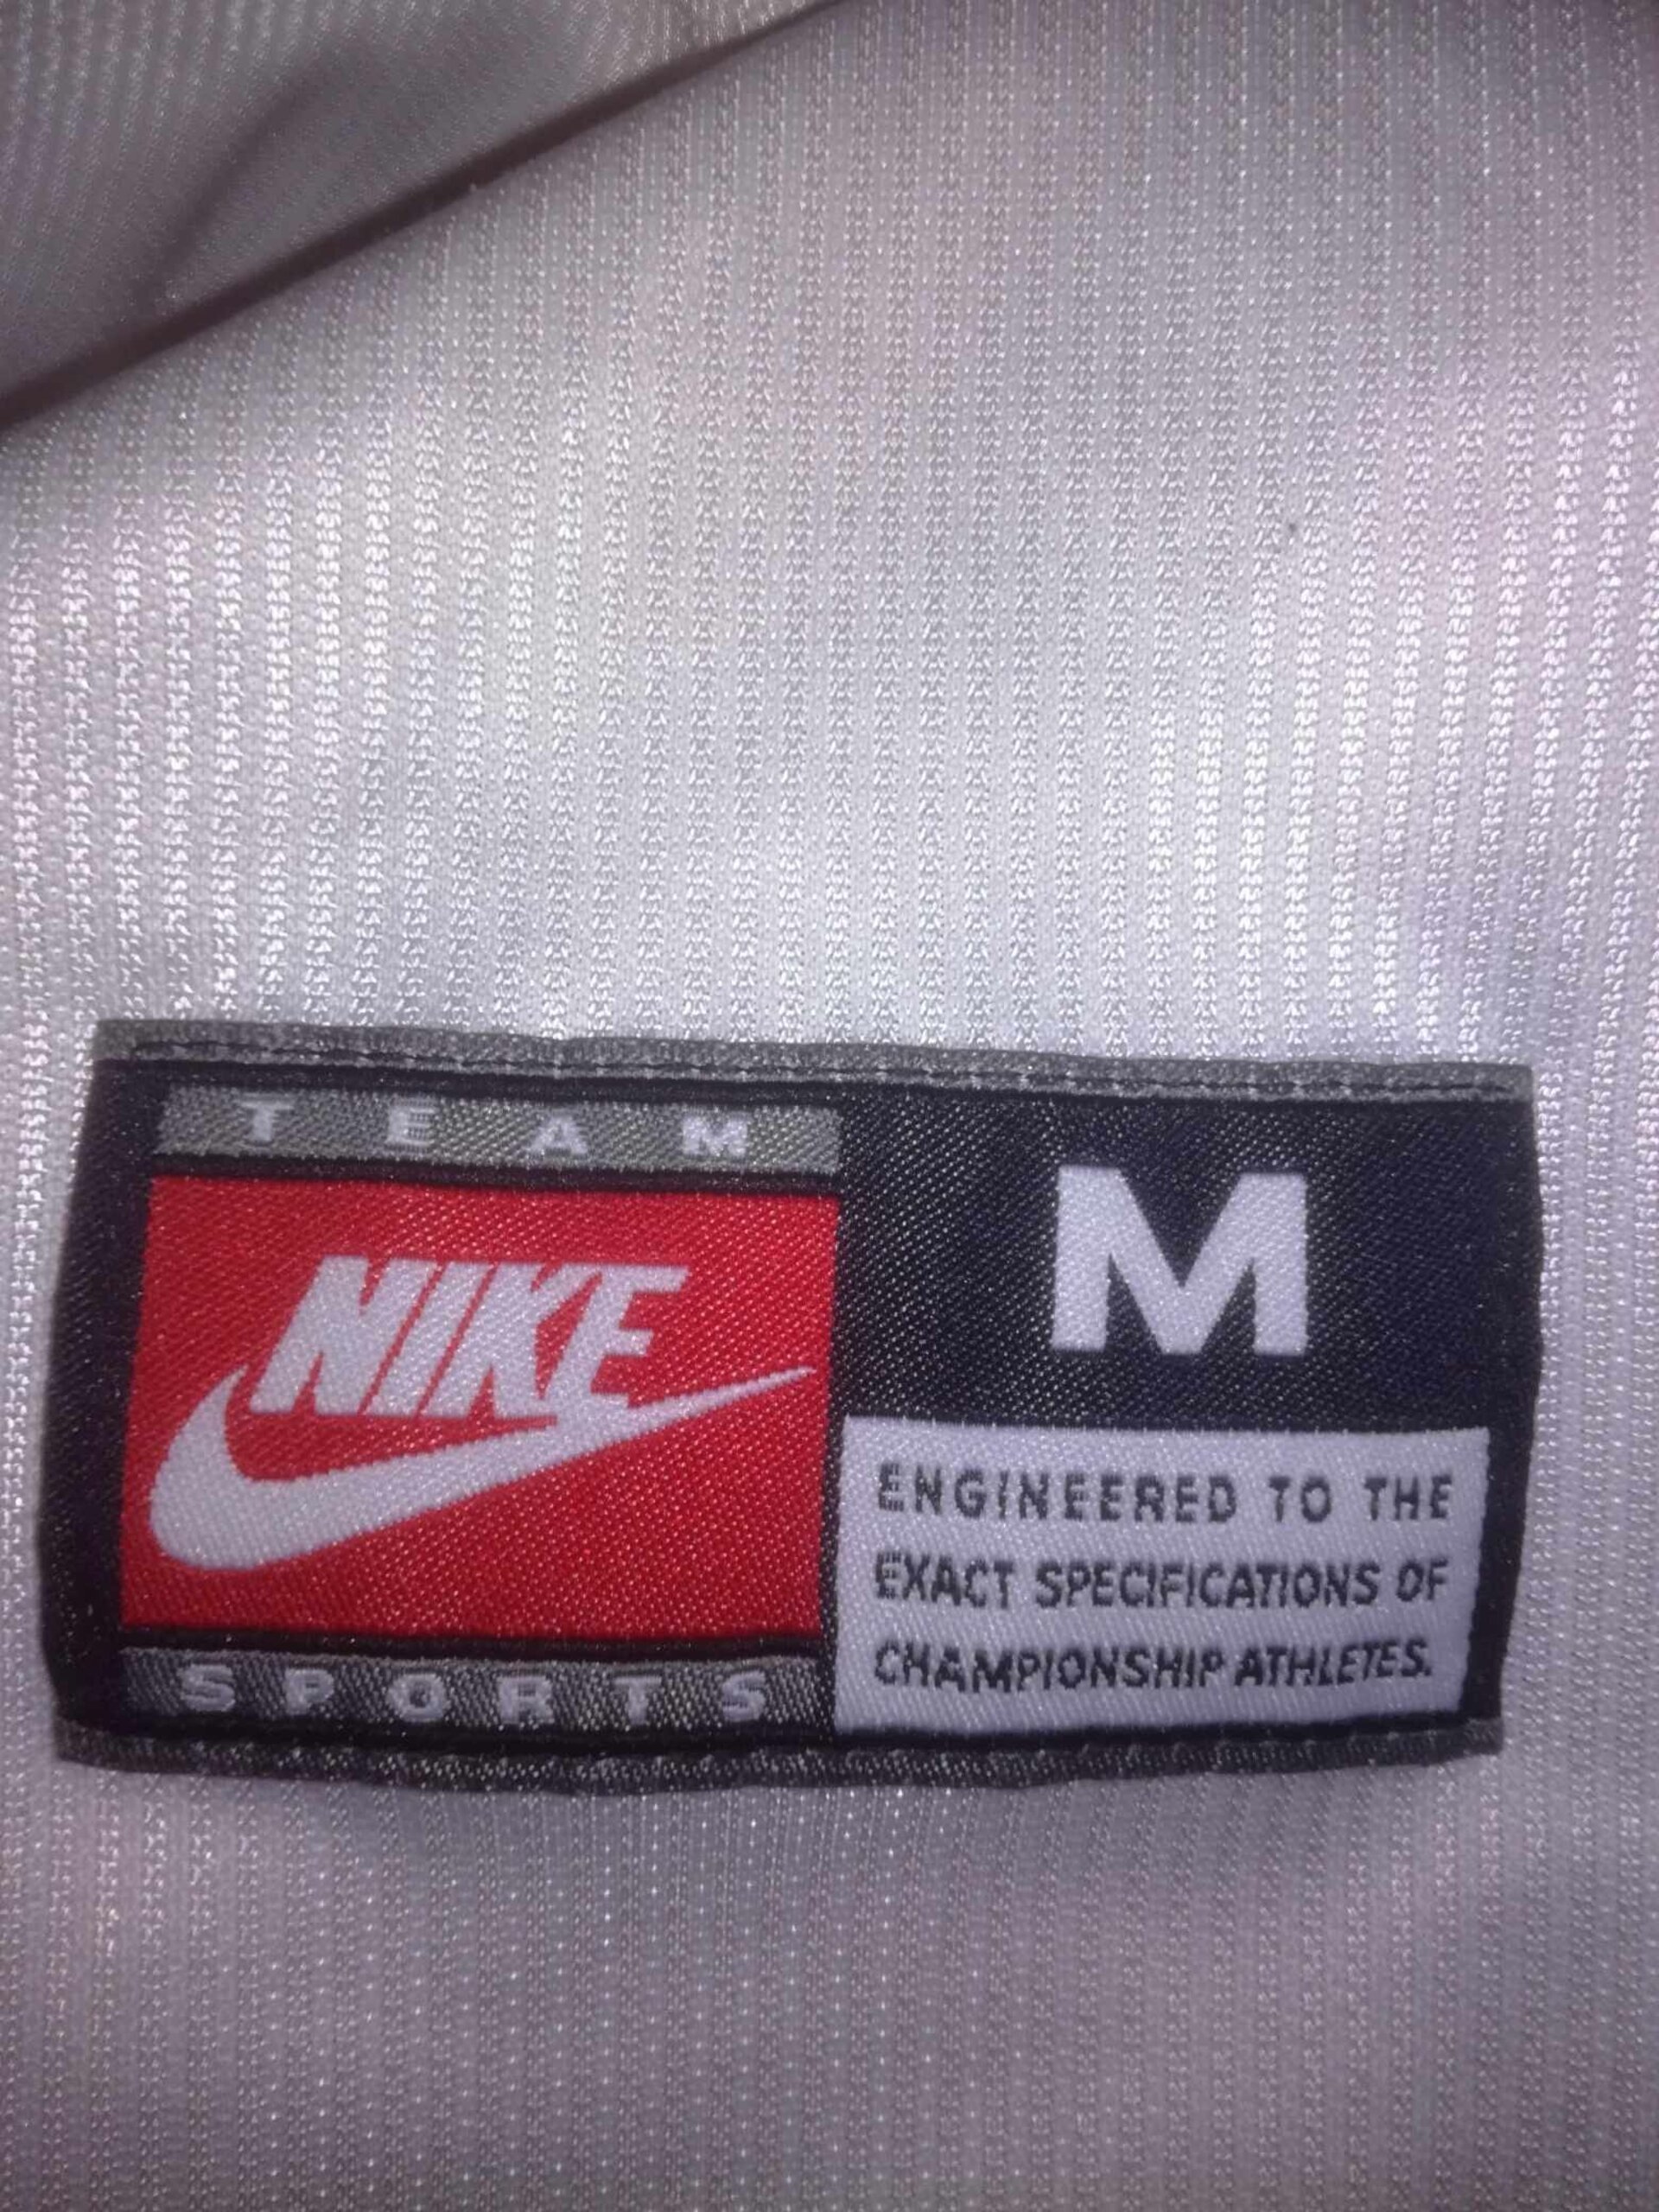 TEAM
NIKE
SPORTS
M
ENGINEERED TO THE
EXACT SPECIFICATIONS OF
CHAMPIONSHIP ATHLETES.